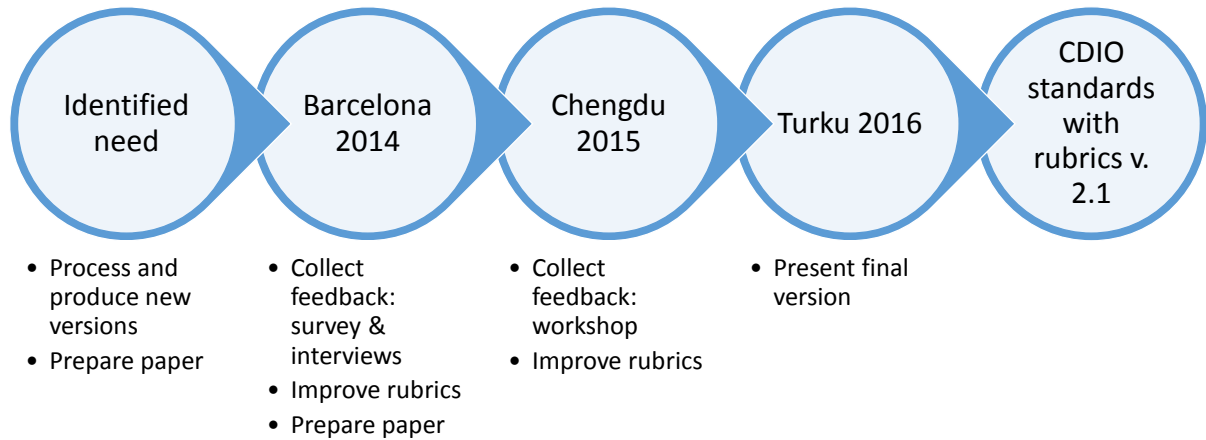 Identified
need
Barcelona
2014
Chengdu
2015
Turku 2016
CDIO
standards
with
rubrics v.
2.1
• Process and
produce new
versions
• Prepare paper
• Collect
feedback:
survey &
interviews
• Improve rubrics
• Prepare paper
• Collect
feedback:
workshop
• Improve rubrics
• Present final
version